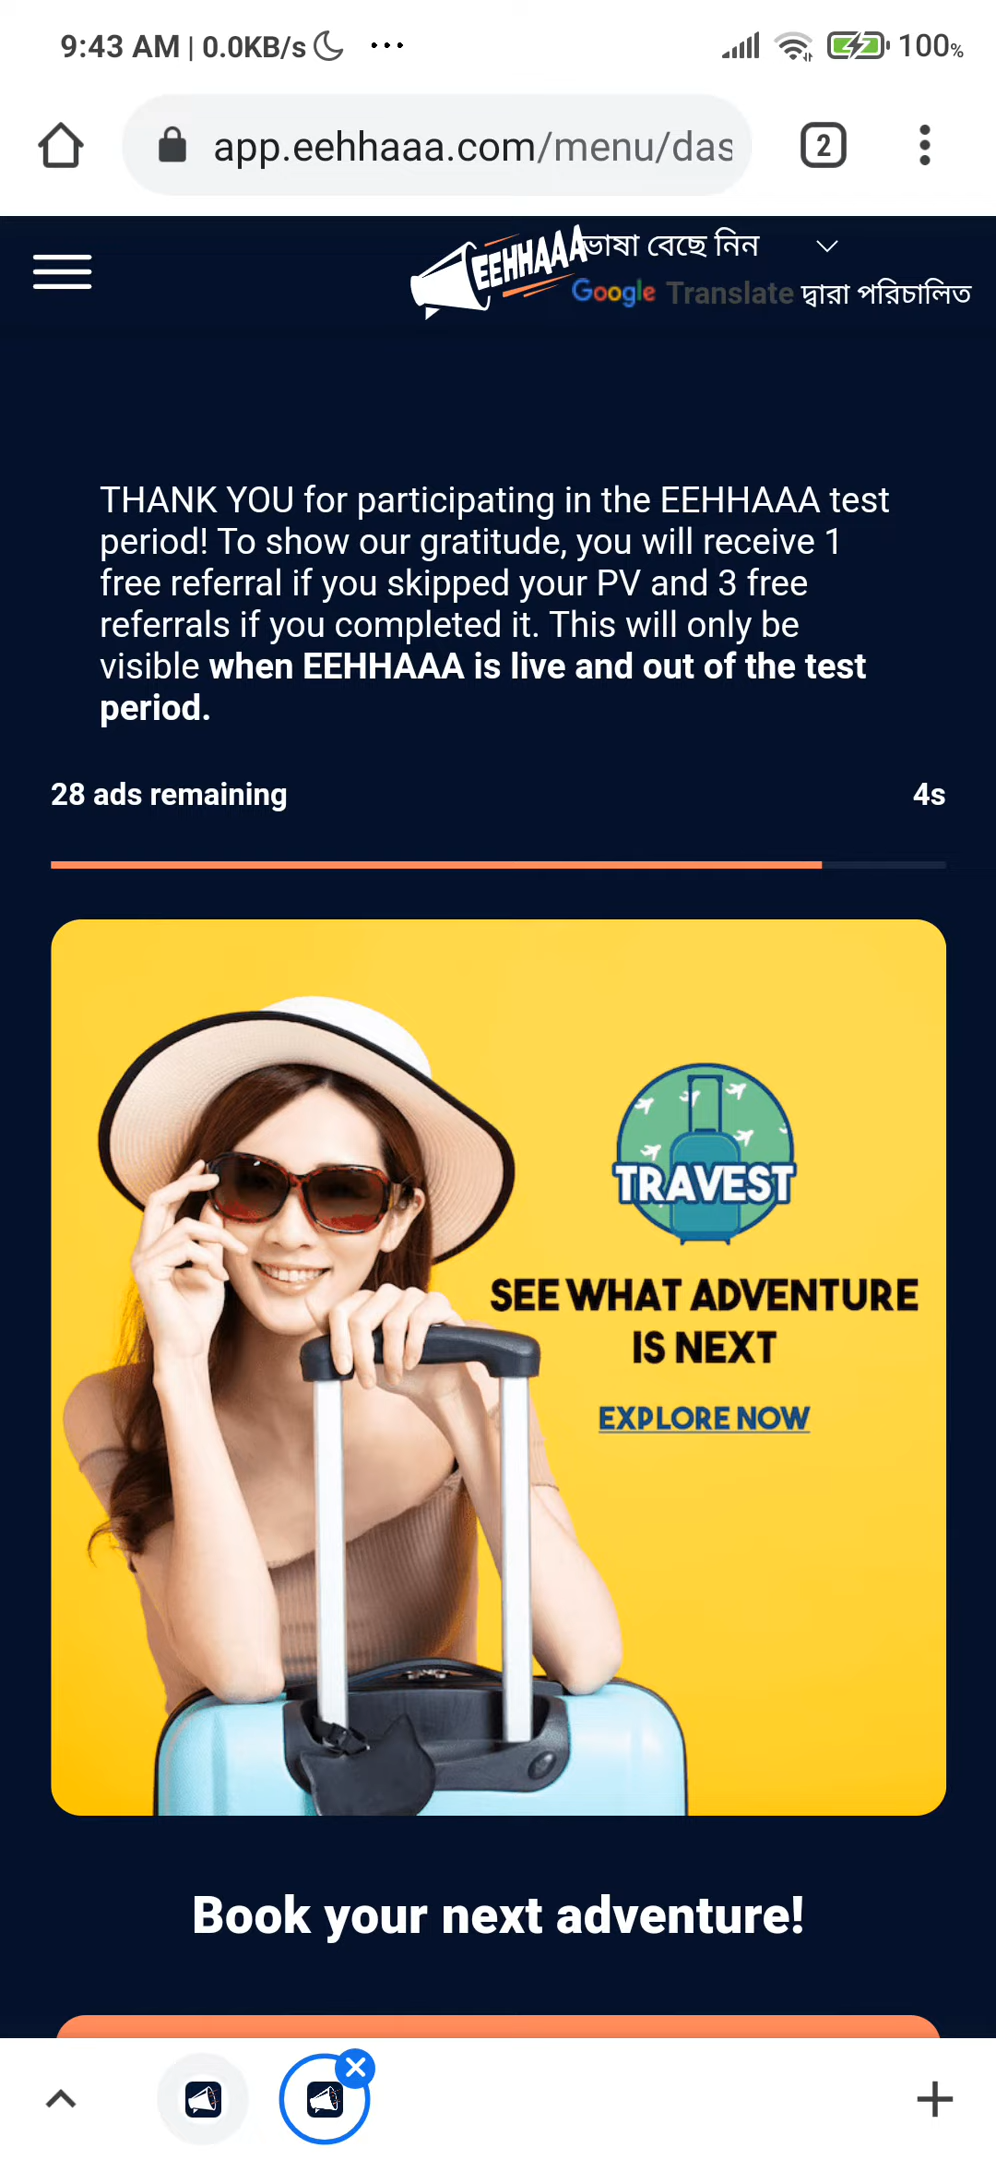 9:43 AM | 0.0KB/s
100%
app.eehhaaa.com/menu/das
2
EEHHAAA
ভাষা বেছে নিন
Google Translate দ্বারা পরিচালিত
THANK YOU for participating in the EEHHAAA test
period! To show our gratitude, you will receive 1
free referral if you skipped your PV and 3 free
referrals if you completed it. This will only be
visible when EEHHAAA is live and out of the test
period.
28 ads remaining
4s
TRAVEST
SEE WHAT ADVENTURE
IS NEXT
EXPLORE NOW
Book your next adventure!